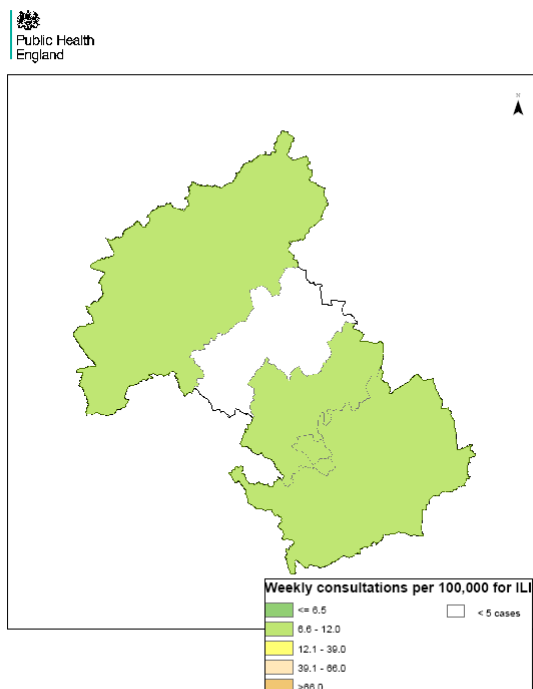 Public Health
England
N
Weekly consultations per 100,000 for ILI
<= 6.5
< 5 cases
6.6 - 12.0
12.1 - 39.0
39.1 - 66.0
>66.0